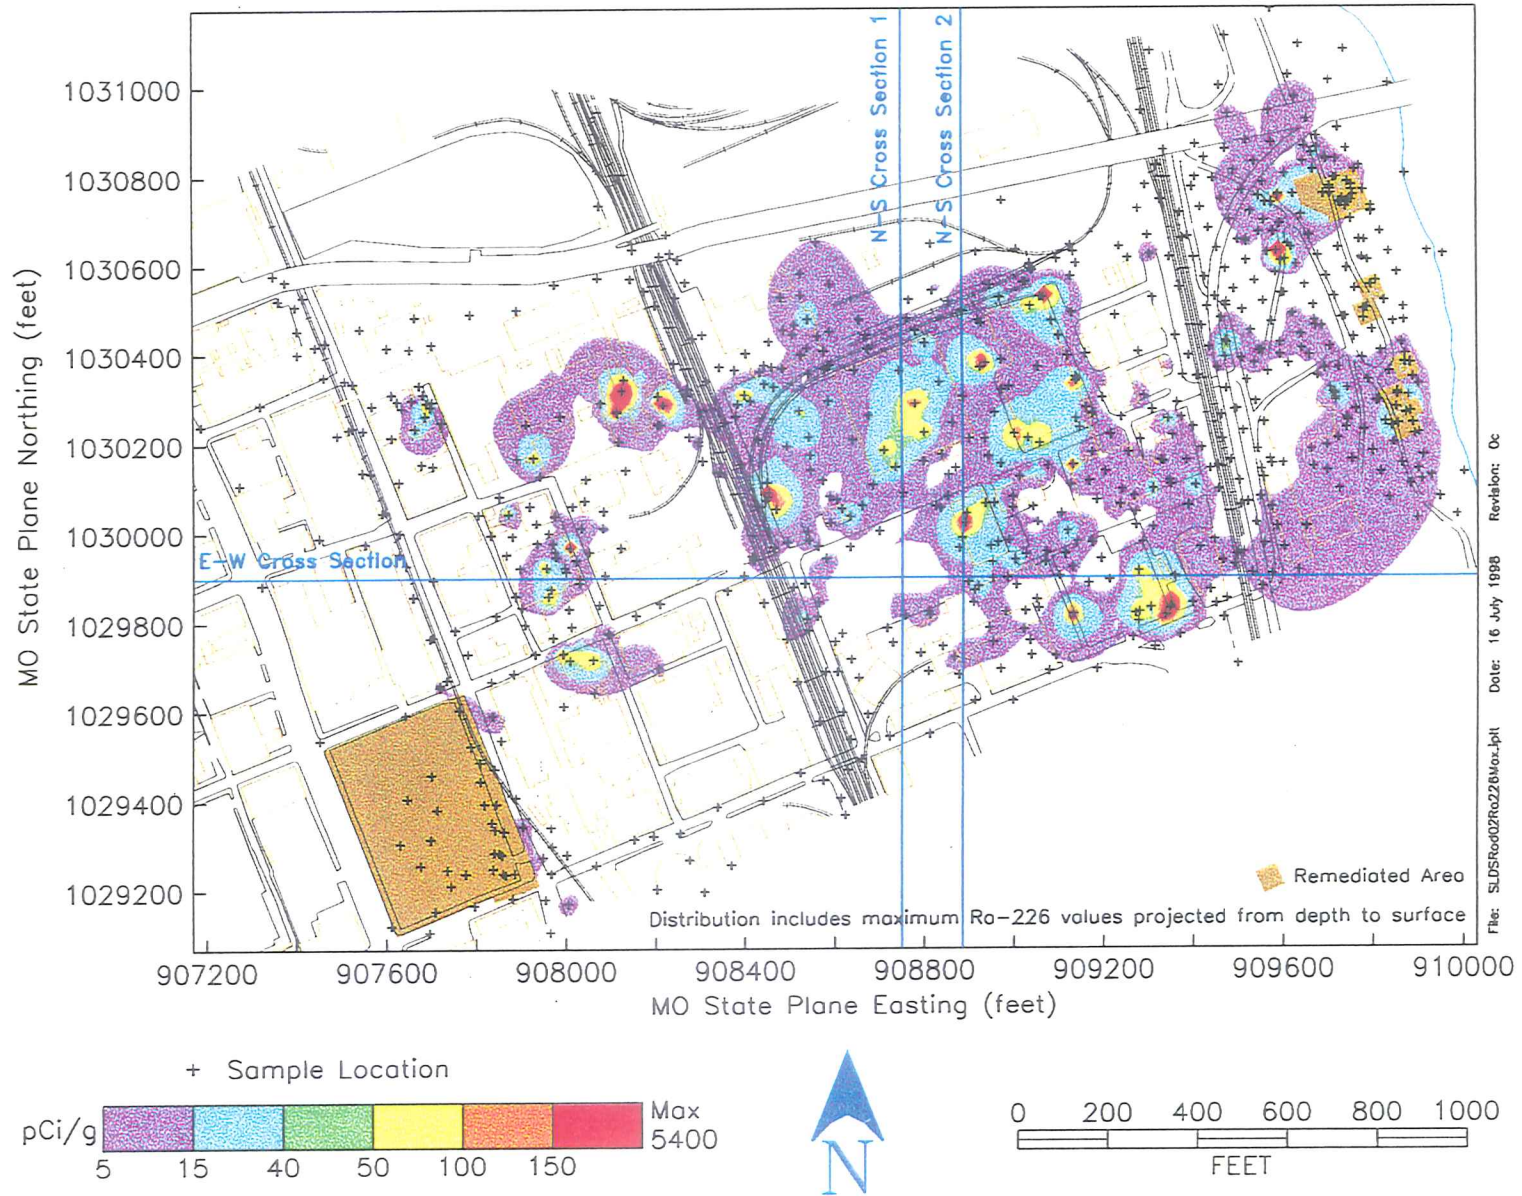 N-S Cross Section 1
N-S Cross Section 2
MO State Plane Northing (feet)
1031000
1030800
1030600
1030400
1030200
1030000
1029800
1029600
1029400
1029200
E-W Cross Section
Remediated Area
Distribution includes maximum Ra-226 values projected from depth to surface
907200 907600 908000 908400 908800 909200 909600 910000
MO State Plane Easting (feet)
File: SLDSRod02Ra226Max.lpkt Date: 16 July 1998 Revision: 0c
+ Sample Location
pCi/g
Max
5400
5 15 40 50 100 150
N
0 200 400 600 800 1000
FEET